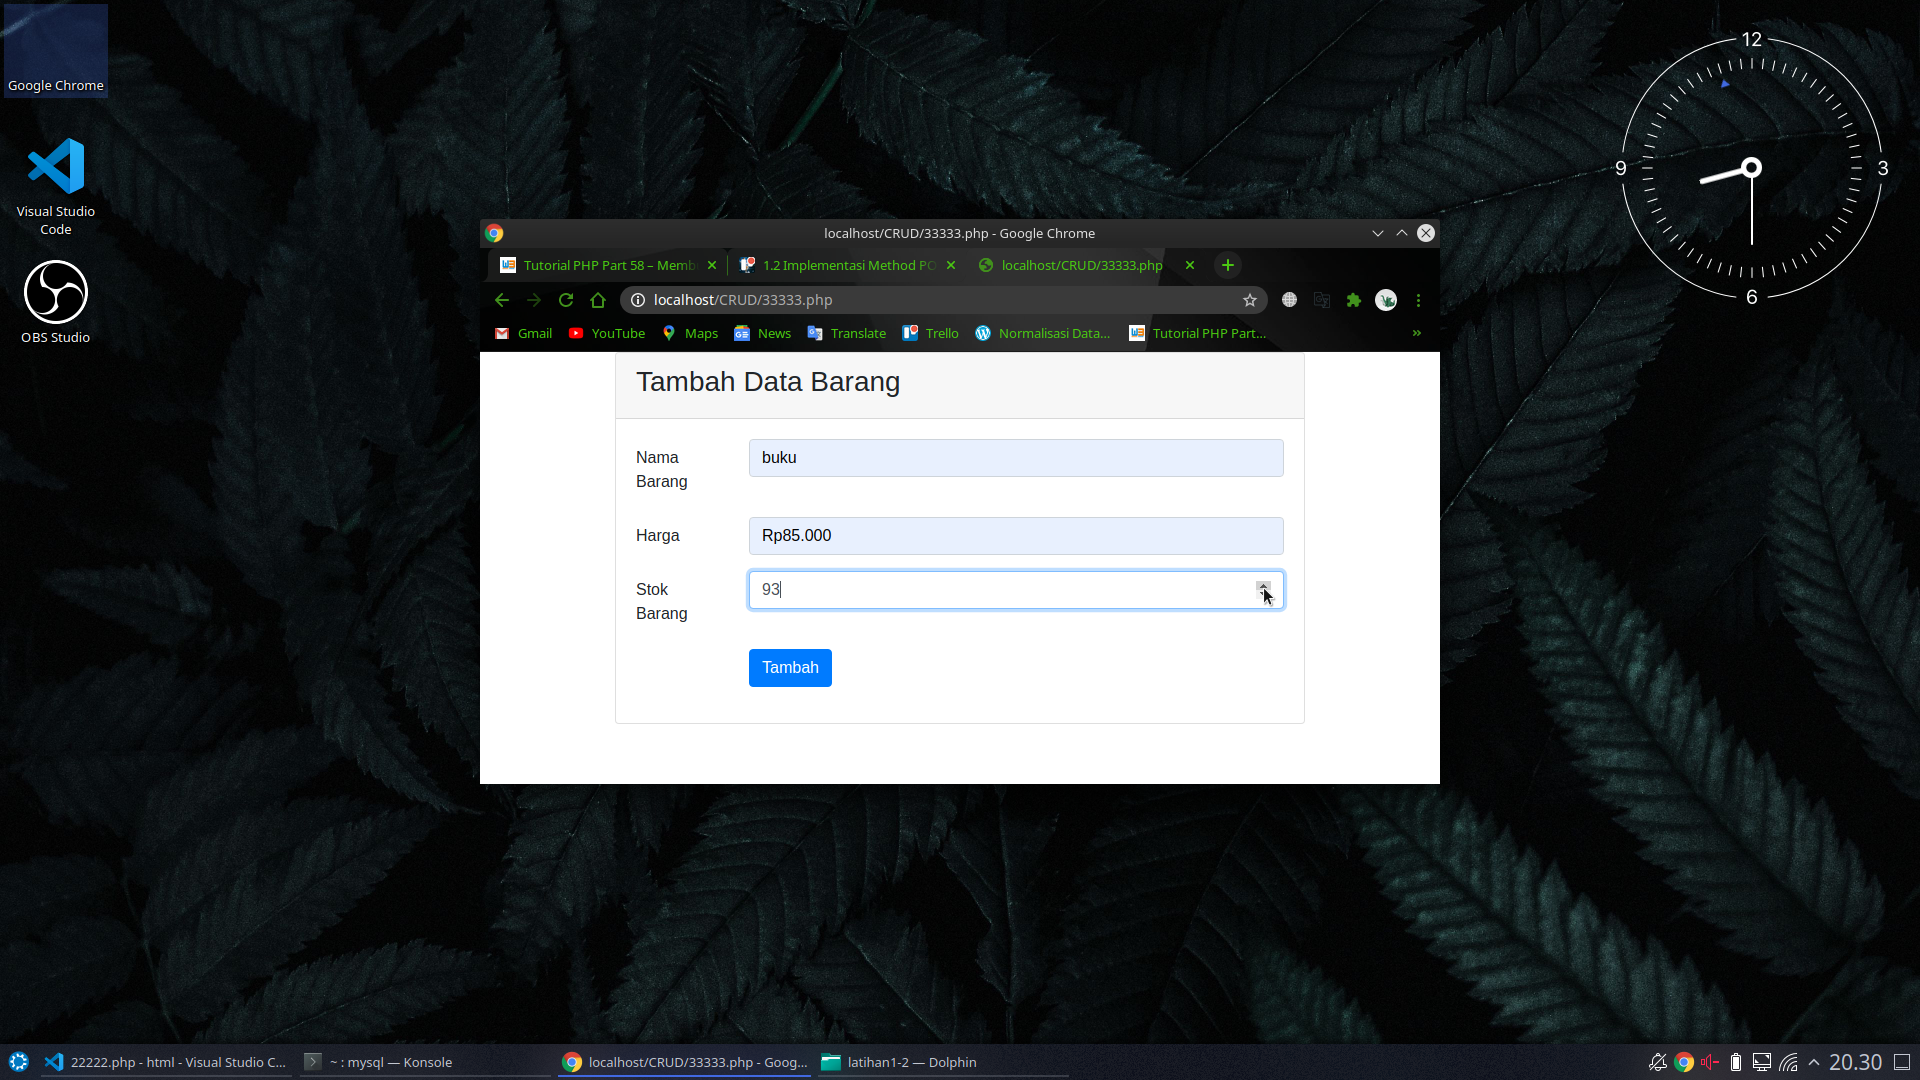 Google Chrome
Visual Studio
Code
OBS Studio
12
9
3
6
localhost/CRUD/33333.php - Google Chrome
Tutorial PHP Part 58 – Memb
1.2 Implementasi Method PO
localhost/CRUD/33333.php
localhost/CRUD/33333.php
Gmail
YouTube
Maps
News
Translate
Trello
Normalisasi Data...
Tutorial PHP Part...
»
Tambah Data Barang
Nama
Barang
buku
Harga
Rp85.000
Stok
Barang
93
Tambah
22222.php - html - Visual Studio C...
~ : mysql — Konsole
localhost/CRUD/33333.php - Goog...
latihan1-2 — Dolphin
20.30